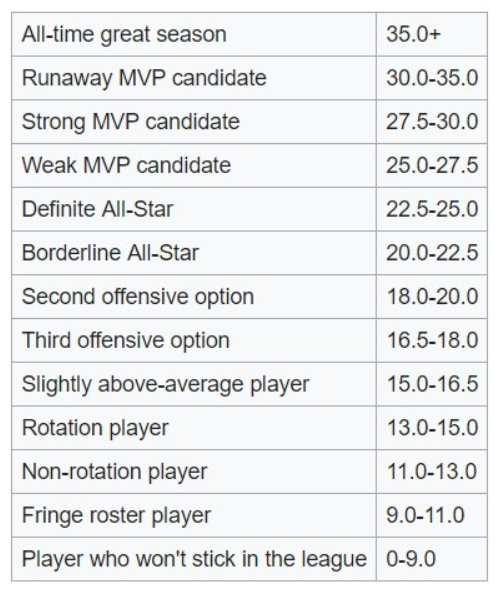 All-time great season 35.0+
Runaway MVP candidate 30.0-35.0
Strong MVP candidate 27.5-30.0
Weak MVP candidate 25.0-27.5
Definite All-Star 22.5-25.0
Borderline All-Star 20.0-22.5
Second offensive option 18.0-20.0
Third offensive option 16.5-18.0
Slightly above-average player 15.0-16.5
Rotation player 13.0-15.0
Non-rotation player 11.0-13.0
Fringe roster player 9.0-11.0
Player who won't stick in the league 0-9.0